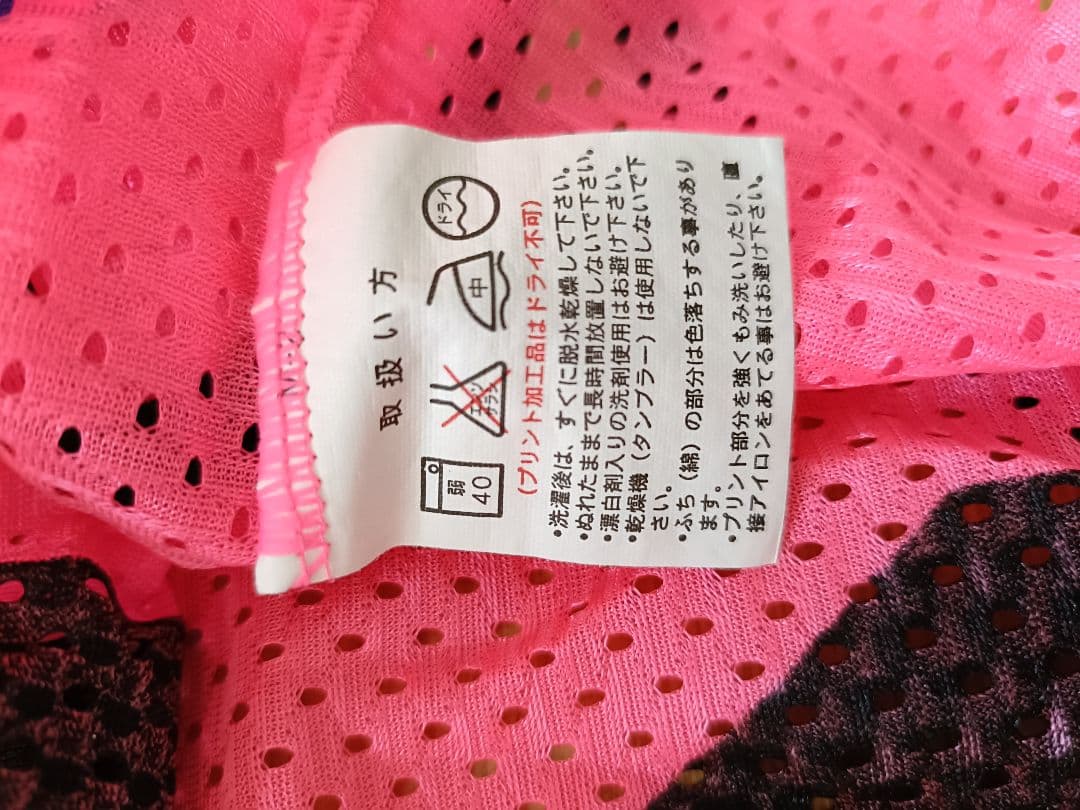 取扱い方
弱
40
エンソ
サラシ
中
ドライ
(プリント加工品はドライ不可)
•洗濯後は、すぐに脱水乾燥して下さい。
•ぬれたままで長時間放置しないで下さい。
•漂白剤入りの洗剤使用はお避け下さい。
•乾燥機(タンブラー)は使用しないで下
さい。
•ふち(綿)の部分は色落ちする事があり
ます。
•プリント部分を強くもみ洗いしたり、直
接アイロンをあてる事はお避け下さい。